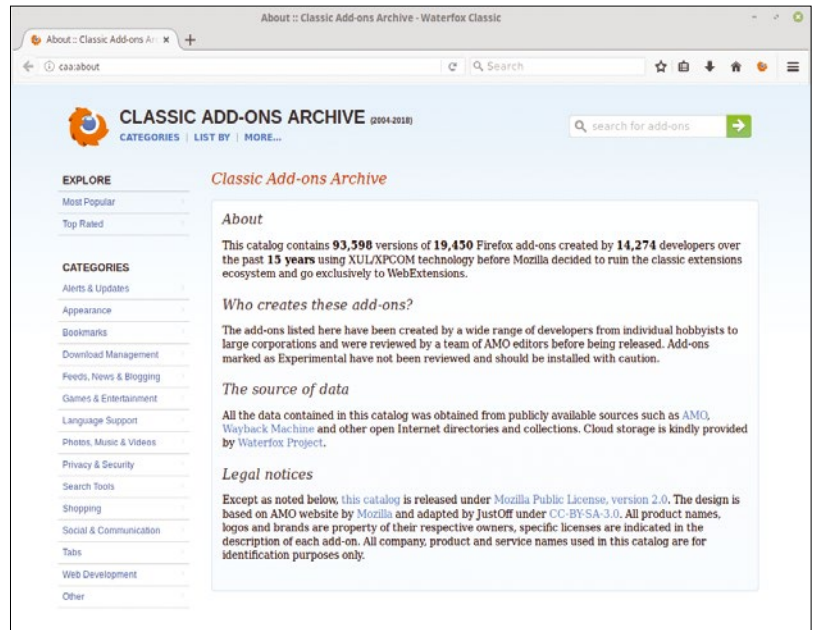 About :: Classic Add-ons Archive - Waterfox Classic
About :: Classic Add-ons Arc
caa:about
Search
CLASSIC ADD-ONS ARCHIVE (2004-2018)
CATEGORIES | LIST BY | MORE...
search for add-ons
EXPLORE
Most Popular
Top Rated
CATEGORIES
Alerts & Updates
Appearance
Bookmarks
Download Management
Feeds, News & Blogging
Games & Entertainment
Language Support
Photos, Music & Videos
Privacy & Security
Search Tools
Shopping
Social & Communication
Tabs
Web Development
Other
Classic Add-ons Archive
About
This catalog contains 93,598 versions of 19,450 Firefox add-ons created by 14,274 developers over
the past 15 years using XUL/XPCOM technology before Mozilla decided to ruin the classic extensions
ecosystem and go exclusively to WebExtensions.
Who creates these add-ons?
The add-ons listed here have been created by a wide range of developers from individual hobbyists to
large corporations and were reviewed by a team of AMO editors before being released. Add-ons
marked as Experimental have not been reviewed and should be installed with caution.
The source of data
All the data contained in this catalog was obtained from publicly available sources such as AMO,
Wayback Machine and other open Internet directories and collections. Cloud storage is kindly provided
by Waterfox Project.
Legal notices
Except as noted below, this catalog is released under Mozilla Public License, version 2.0. The design is
based on AMO website by Mozilla and adapted by JustOff under CC-BY-SA-3.0. All product names,
logos and brands are property of their respective owners, specific licenses are indicated in the
description of each add-on. All company, product and service names used in this catalog are for
identification purposes only.